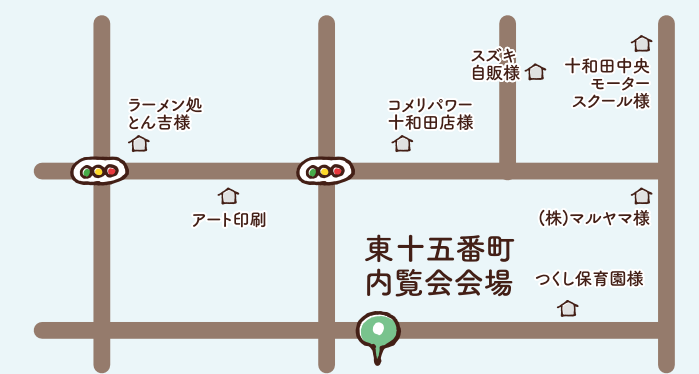 スズキ
自販様
十和田中央
モーター
スクール様
ラーメン処
とん吉様
コメリパワー
十和田店様
アート印刷
(株)マルヤマ様
東十五番町
内覧会会場
つくし保育園様